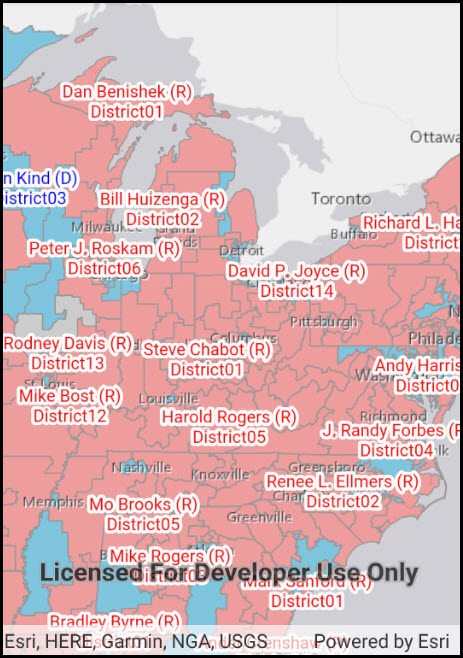 Dan Benishek (R)
District01
Ottawa
n Kind (D)
istrict03
Bill Huizenga (R)
District02
Toronto
Milwaukee
Grand
Richard L. Ha
District
Buffalo
Peter J. Roskam (R)
District06
Detroit
David P. Joyce (R)
District14
Pittsburgh
Columbus
Philade
Rodney Davis (R)
District13
Steve Chabot (R)
District01
Andy Harris
District0
St Louis
Mike Bost (R)
District12
Louisville
Harold Rogers (R)
District05
Richmond
J. Randy Forbes (R
District04
lk
Nashville
Knoxville
Greensboro
Renee L. Ellmers (R)
District02
Memphis
Mo Brooks (R)
District05
Greenville
Mike Rogers (R)
Licensed For Developer Use Only
Mark Sanford (R)
District01
Bradley Byrne (R)
Esri, HERE, Garmin, NGA, USGS
Powered by Esri